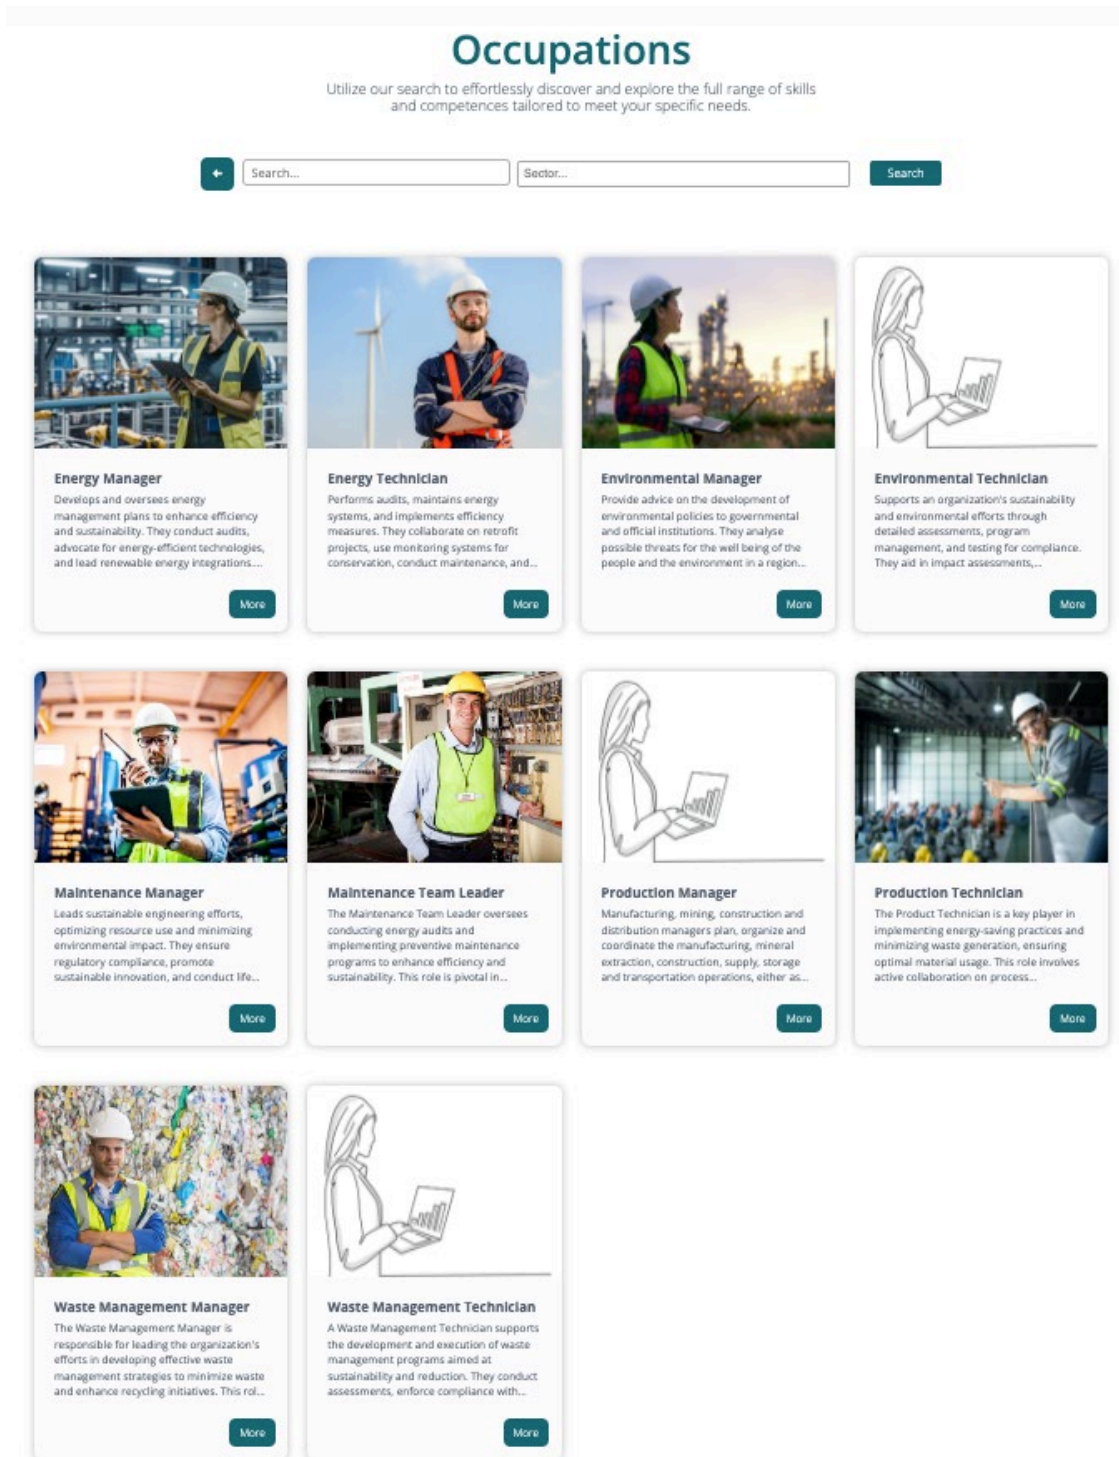 Occupations
Utilize our search to effortlessly discover and explore the full range of skills
and competences tailored to meet your specific needs.
Search...
Sector...
Search
Energy Manager
Develops and oversees energy
management plans to enhance efficiency
and sustainability. They conduct audits,
advocate for energy-efficient technologies,
and lead renewable energy integrations....
More
Energy Technician
Performs audits, maintains energy
systems, and implements efficiency
measures. They collaborate on retrofit
projects, use monitoring systems for
conservation, conduct maintenance, and...
More
Environmental Manager
Provide advice on the development of
environmental policies to governmental
and official institutions. They analyse
possible threats for the well being of the
people and the environment in a region...
More
Environmental Technician
Supports an organization's sustainability
and environmental efforts through
detailed assessments, program
management, and testing for compliance.
They aid in impact assessments,...
More
Maintenance Manager
Leads sustainable engineering efforts,
optimizing resource use and minimizing
environmental impact. They ensure
regulatory compliance, promote
sustainable innovation, and conduct life...
More
Maintenance Team Leader
The Maintenance Team Leader oversees
conducting energy audits and
implementing preventive maintenance
programs to enhance efficiency and
sustainability. This role is pivotal in...
More
Production Manager
Manufacturing, mining, construction and
distribution managers plan, organize and
coordinate the manufacturing, mineral
extraction, construction, supply, storage
and transportation operations, either as...
More
Production Technician
The Product Technician is a key player in
implementing energy-saving practices and
minimizing waste generation, ensuring
optimal material usage. This role involves
active collaboration on process...
More
Waste Management Manager
The Waste Management Manager is
responsible for leading the organization's
efforts in developing effective waste
management strategies to minimize waste
and enhance recycling initiatives. This rol...
More
Waste Management Technician
A Waste Management Technician supports
the development and execution of waste
management programs aimed at
sustainability and reduction. They conduct
assessments, enforce compliance with...
More